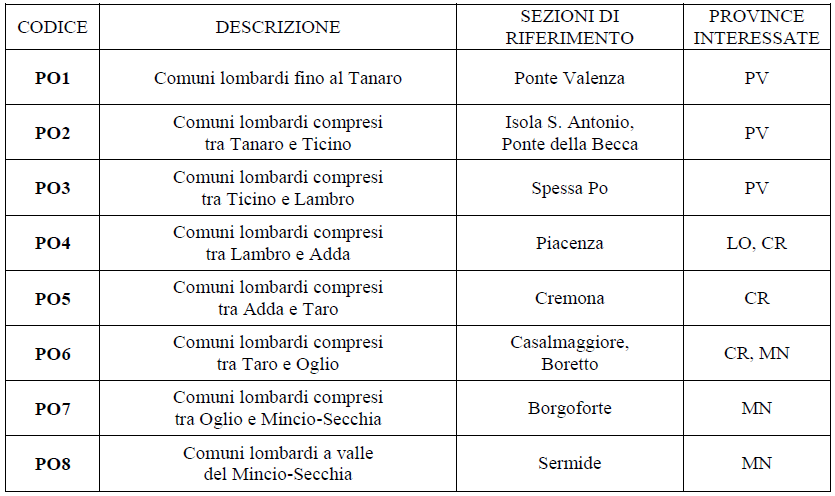 CODICE
DESCRIZIONE
SEZIONI DI
RIFERIMENTO
PROVINCE
INTERESSATE
PO1
Comuni lombardi fino al Tanaro
Ponte Valenza
PV
PO2
Comuni lombardi compresi
tra Tanaro e Ticino
Isola S. Antonio,
Ponte della Becca
PV
PO3
Comuni lombardi compresi
tra Ticino e Lambro
Spessa Po
PV
PO4
Comuni lombardi compresi
tra Lambro e Adda
Piacenza
LO, CR
PO5
Comuni lombardi compresi
tra Adda e Taro
Cremona
CR
PO6
Comuni lombardi compresi
tra Taro e Oglio
Casalmaggiore,
Boretto
CR, MN
PO7
Comuni lombardi compresi
tra Oglio e Mincio-Secchia
Borgoforte
MN
PO8
Comuni lombardi a valle
del Mincio-Secchia
Sermide
MN